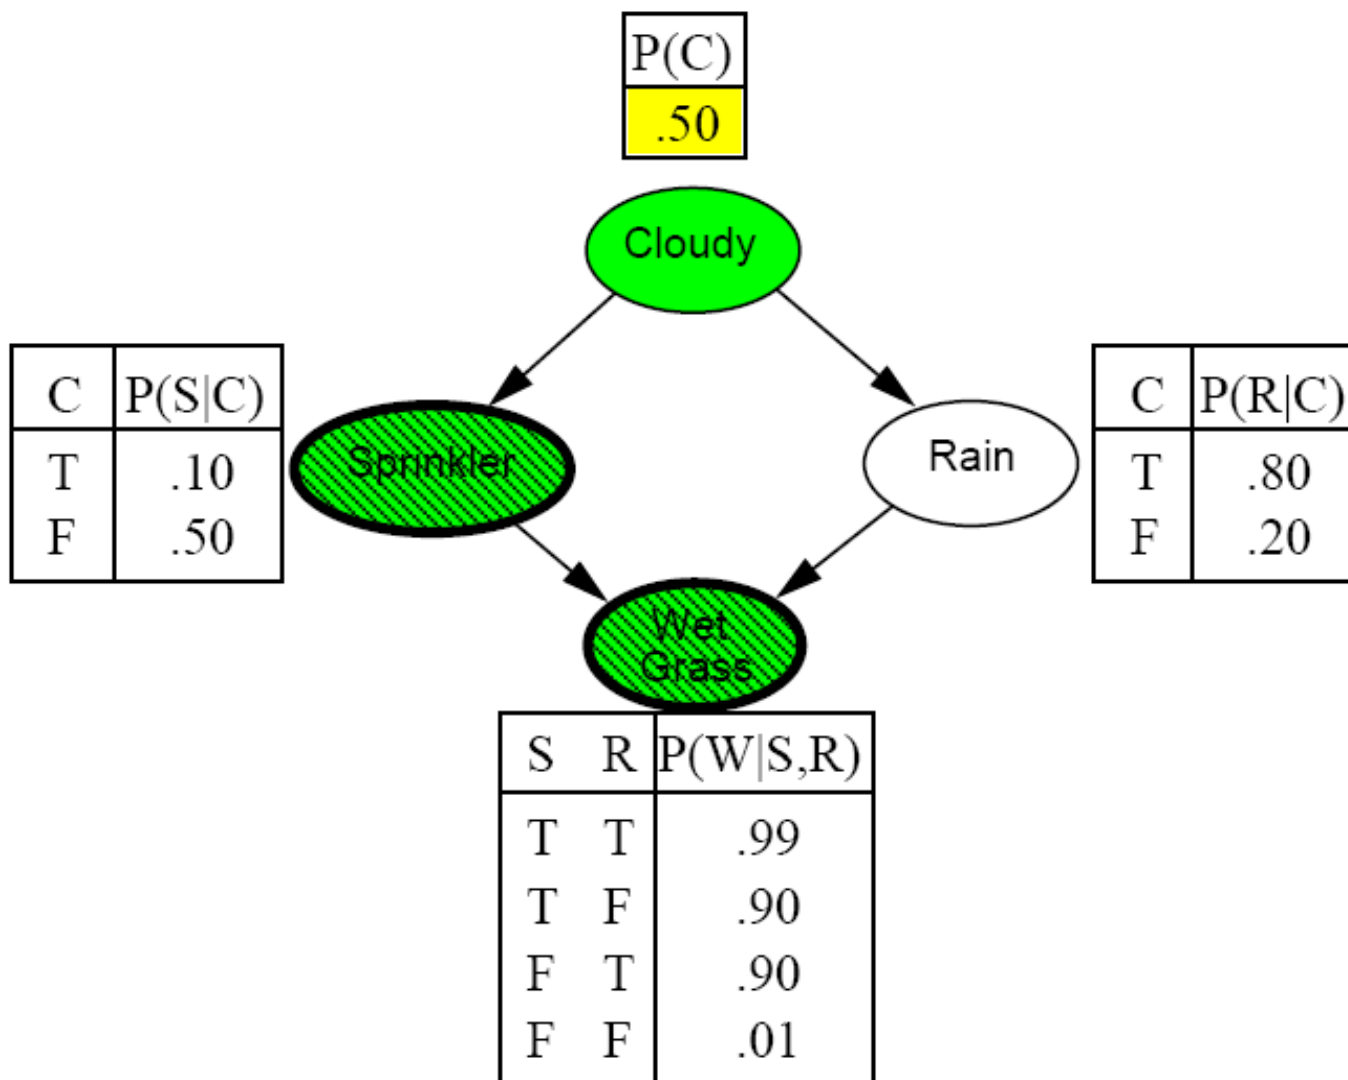 P(C)
.50
Cloudy
C P(S|C)
T .10
F .50
Sprinkler
Rain
C P(R|C)
T .80
F .20
Wet
Grass
S R P(W|S,R)
T T .99
T F .90
F T .90
F F .01